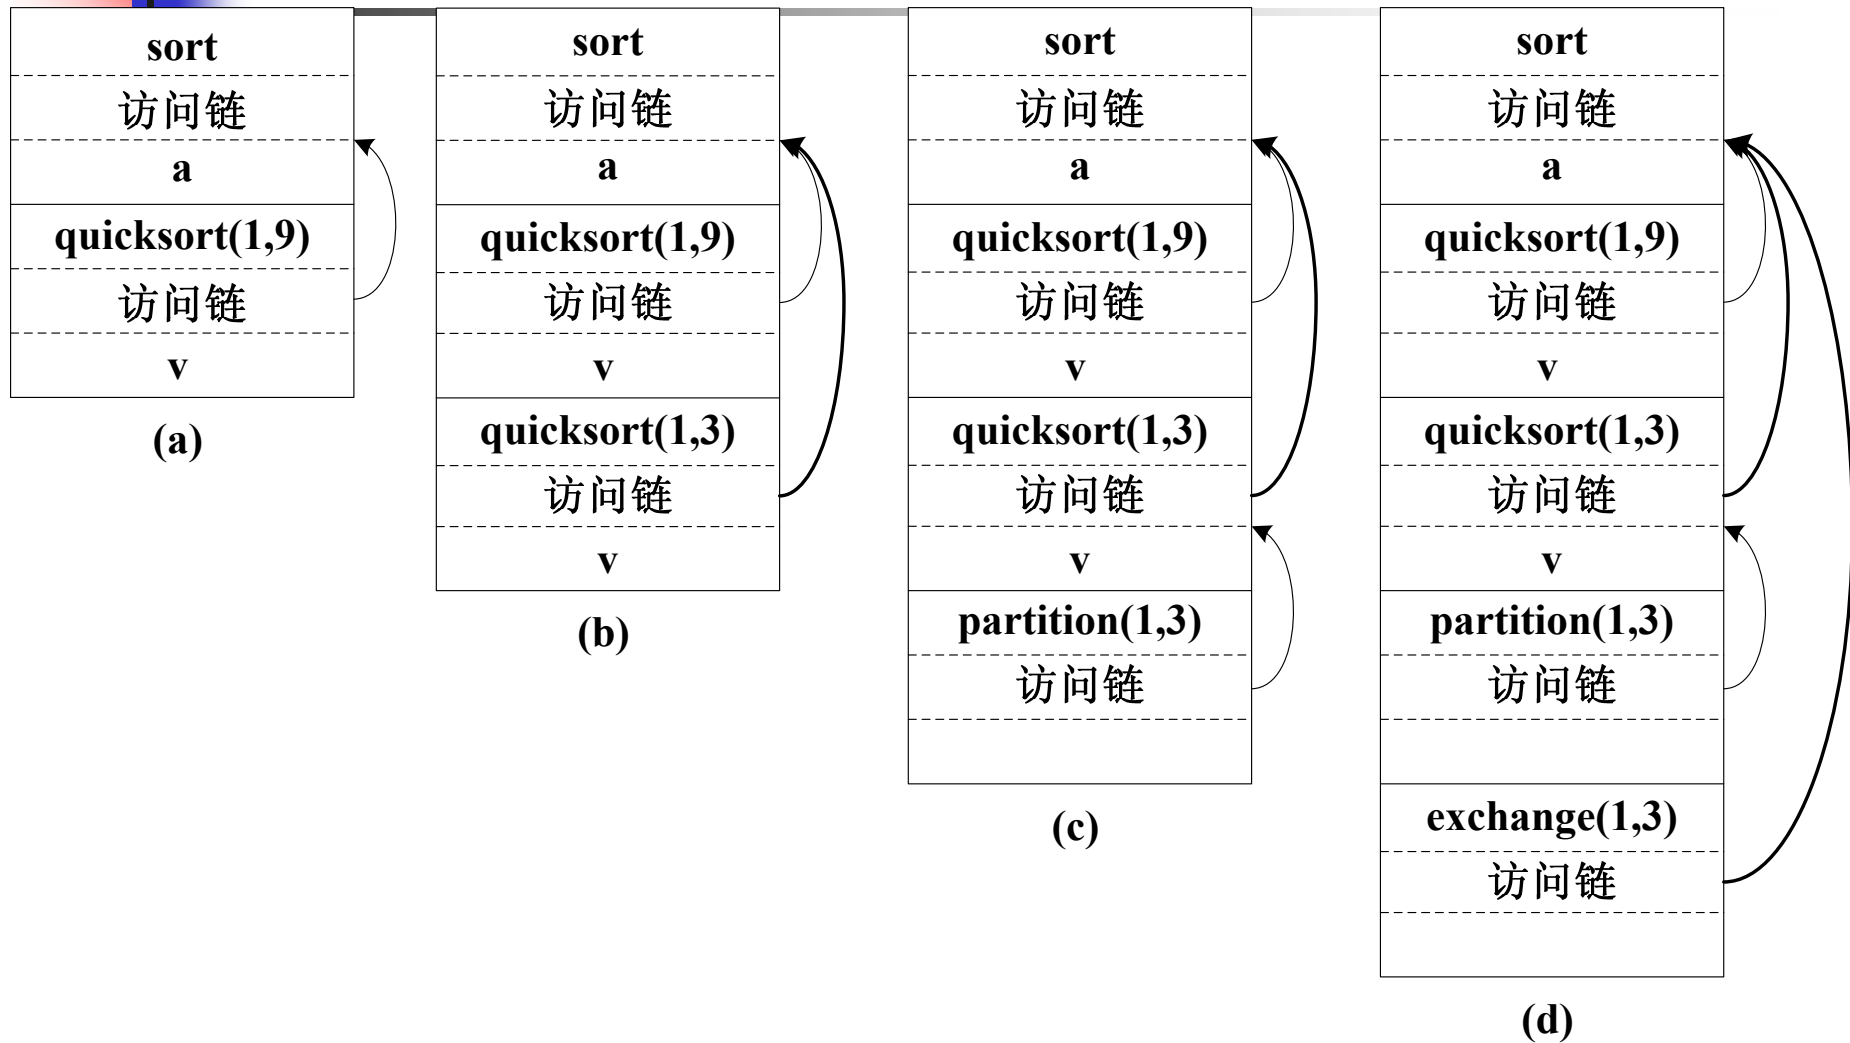 sort
访问链
a
quicksort(1,9)
访问链
v
(a)
sort
访问链
a
quicksort(1,9)
访问链
v
quicksort(1,3)
访问链
v
(b)
sort
访问链
a
quicksort(1,9)
访问链
v
quicksort(1,3)
访问链
v
partition(1,3)
访问链
(c)
sort
访问链
a
quicksort(1,9)
访问链
v
quicksort(1,3)
访问链
v
partition(1,3)
访问链
exchange(1,3)
访问链
(d)